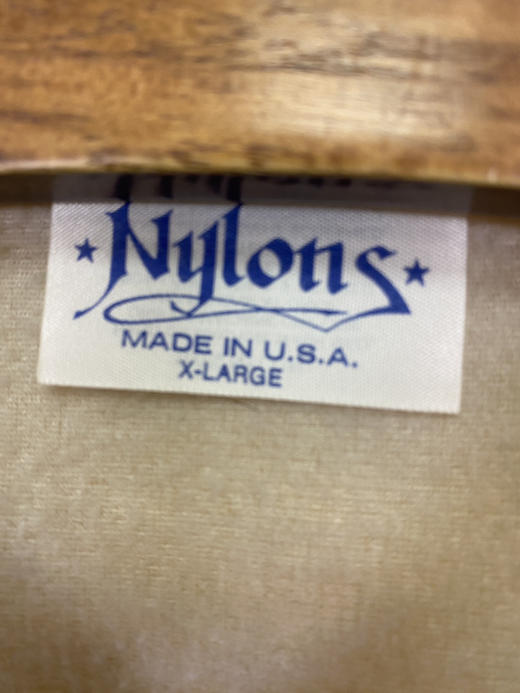 ★ Nylons ★
MADE IN U.S.A.
X-LARGE